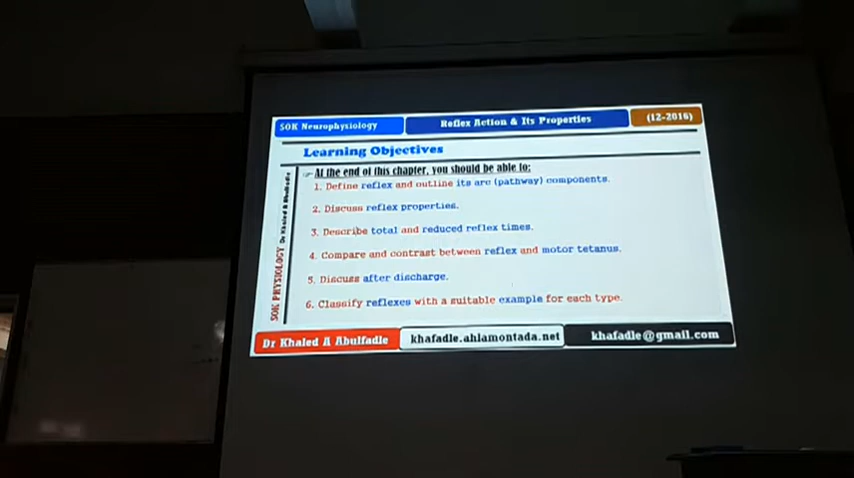 SOK Neurophysiology
Reflex Action & Its Properties
(12-2016)
Learning Objectives
☞ At the end of this chapter, you should be able to:
1. Define reflex and outline its arc (pathway) components.
2. Discuss reflex properties.
3. Describe total and reduced reflex times.
4. Compare and contrast between reflex and motor tetanus.
5. Discuss after discharge.
6. Classify reflexes with a suitable example for each type.
SOK PHYSIOLOGY Dr Khaled A Abulfadle
Dr Khaled A Abulfadle
khafadle.ahlamontada.net
khafadle@gmail.com